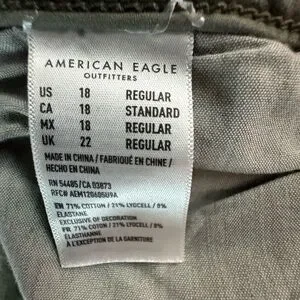 AMERICAN EAGLE
OUTFITTERS
US 18 REGULAR
CA 18 STANDARD
MX 18 REGULAR
UK 22 REGULAR
MADE IN CHINA / FABRIQUÉ EN CHINE /
HECHO EN CHINA
RN 54485/CA 03873
RFC# AEM120605U9A
EN 71% COTTON / 21% LYOCELL / 8%
ELASTANE
EXCLUSIVE OF DECORATION
FR 71% COTON / 21% LYOCELL / 8%
ÉLASTHANNE
À L'EXCEPTION DE LA GARNITURE